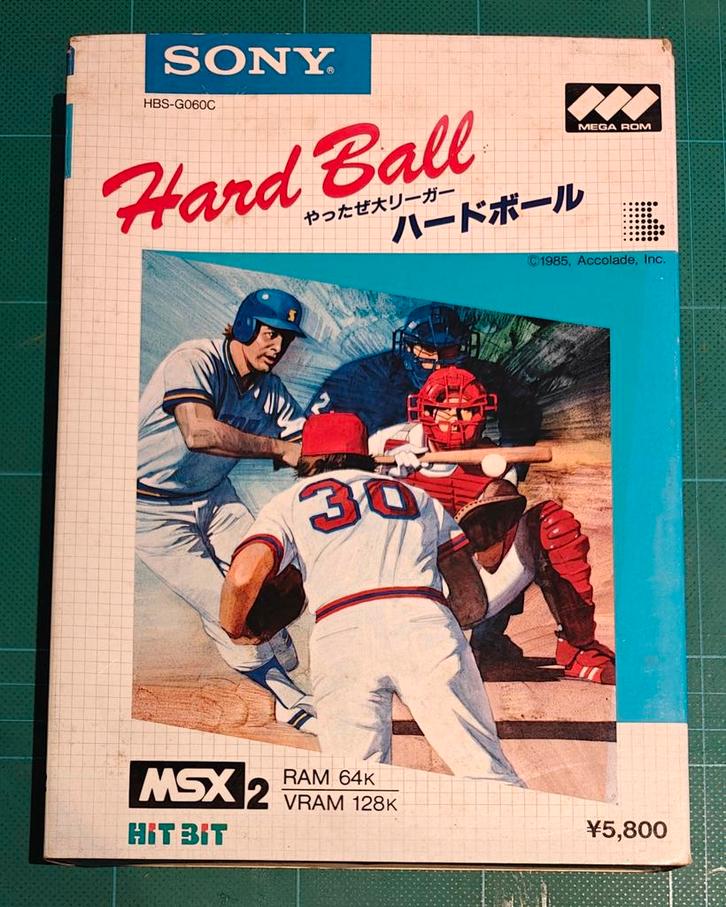 SONY®
HBS-G060C
MEGA ROM
Hard Ball
やったぜ大リーガー
ハードボール
©1985, Accolade, Inc.
30
MSX2
RAM 64K
VRAM 128K
HiT BiT
¥5,800